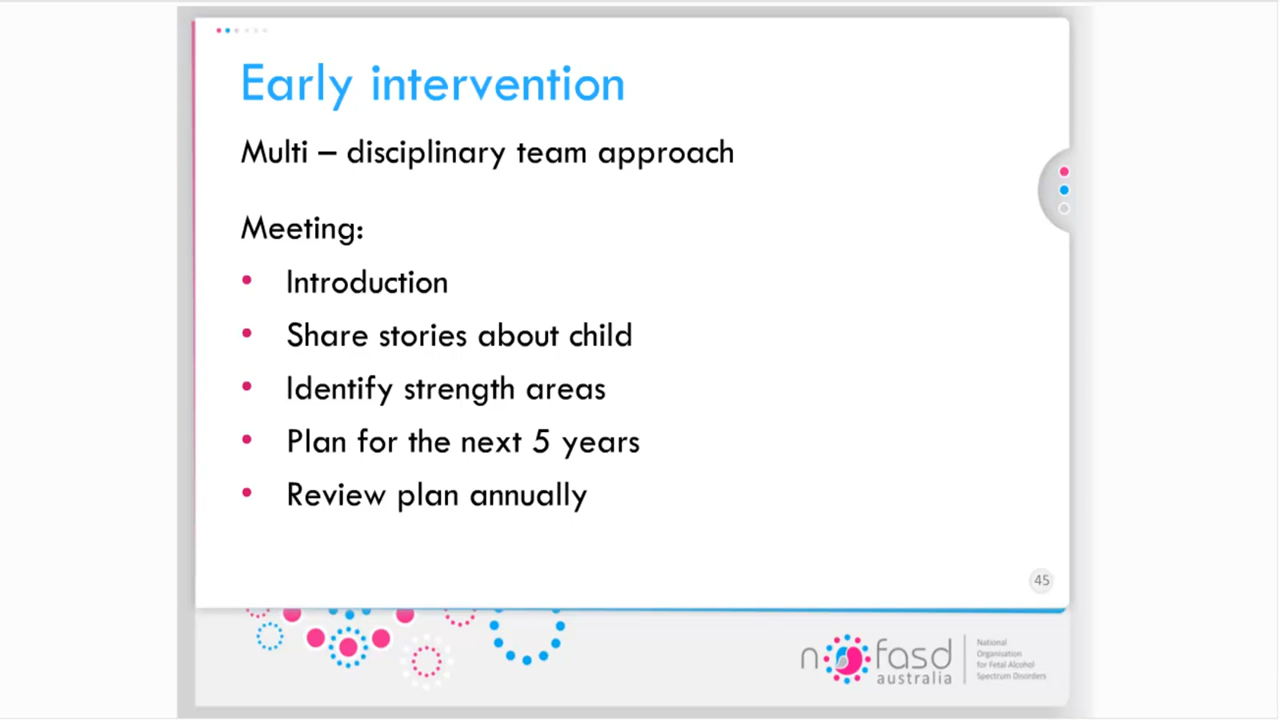 Early intervention
Multi – disciplinary team approach
Meeting:
• Introduction
• Share stories about child
• Identify strength areas
• Plan for the next 5 years
• Review plan annually
45
nofasd
australia
National
Organisation
for Fetal Alcohol
Spectrum Disorders